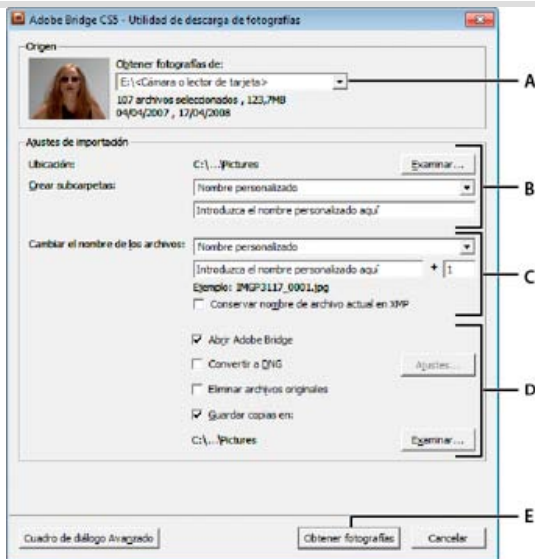 Adobe Bridge CS5 - Utilidad de descarga de fotografías
Origen
Obtener fotografías de:
E:\<Cámara o lector de tarjeta>
A
107 archivos seleccionados , 123,7MB
04/04/2007 , 17/04/2008
Ajustes de importación
Ubicación: C:\...\Pictures Examinar...
Crear subcarpetas: Nombre personalizado
B
Introduzca el nombre personalizado aquí
Cambiar el nombre de los archivos: Nombre personalizado
Introduzca el nombre personalizado aquí + 1
C
Ejemplo: IMGP3117_0001.jpg
Conservar nombre de archivo actual en XMP
Abrir Adobe Bridge
Convertir a DNG Ajustes...
Eliminar archivos originales
D
Guardar copias en:
C:\...\Pictures Examinar...
E
Cuadro de diálogo Avanzado Obtener fotografías Cancelar